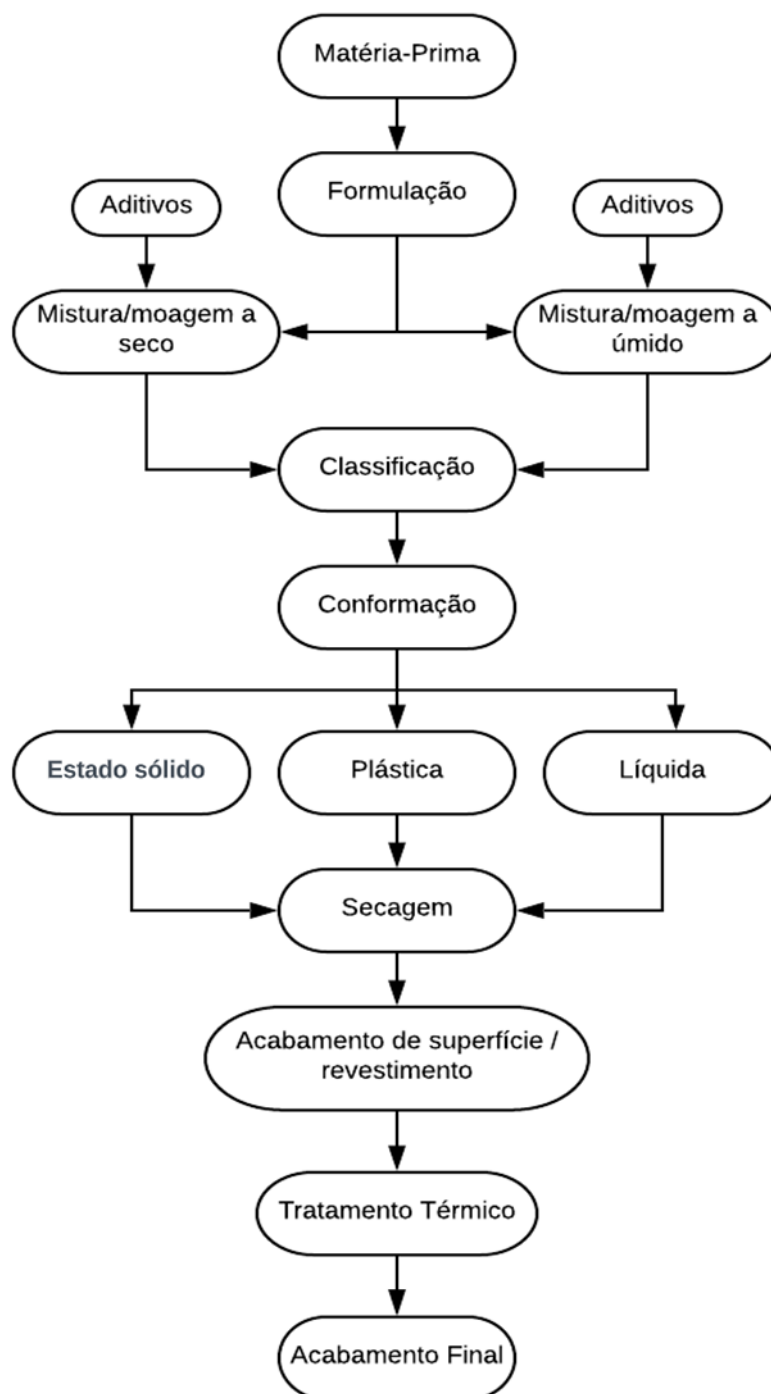 Matéria-Prima
Formulação
Aditivos
Aditivos
Mistura/moagem a
seco
Mistura/moagem a
úmido
Classificação
Conformação
Estado sólido
Plástica
Líquida
Secagem
Acabamento de superfície /
revestimento
Tratamento Térmico
Acabamento Final